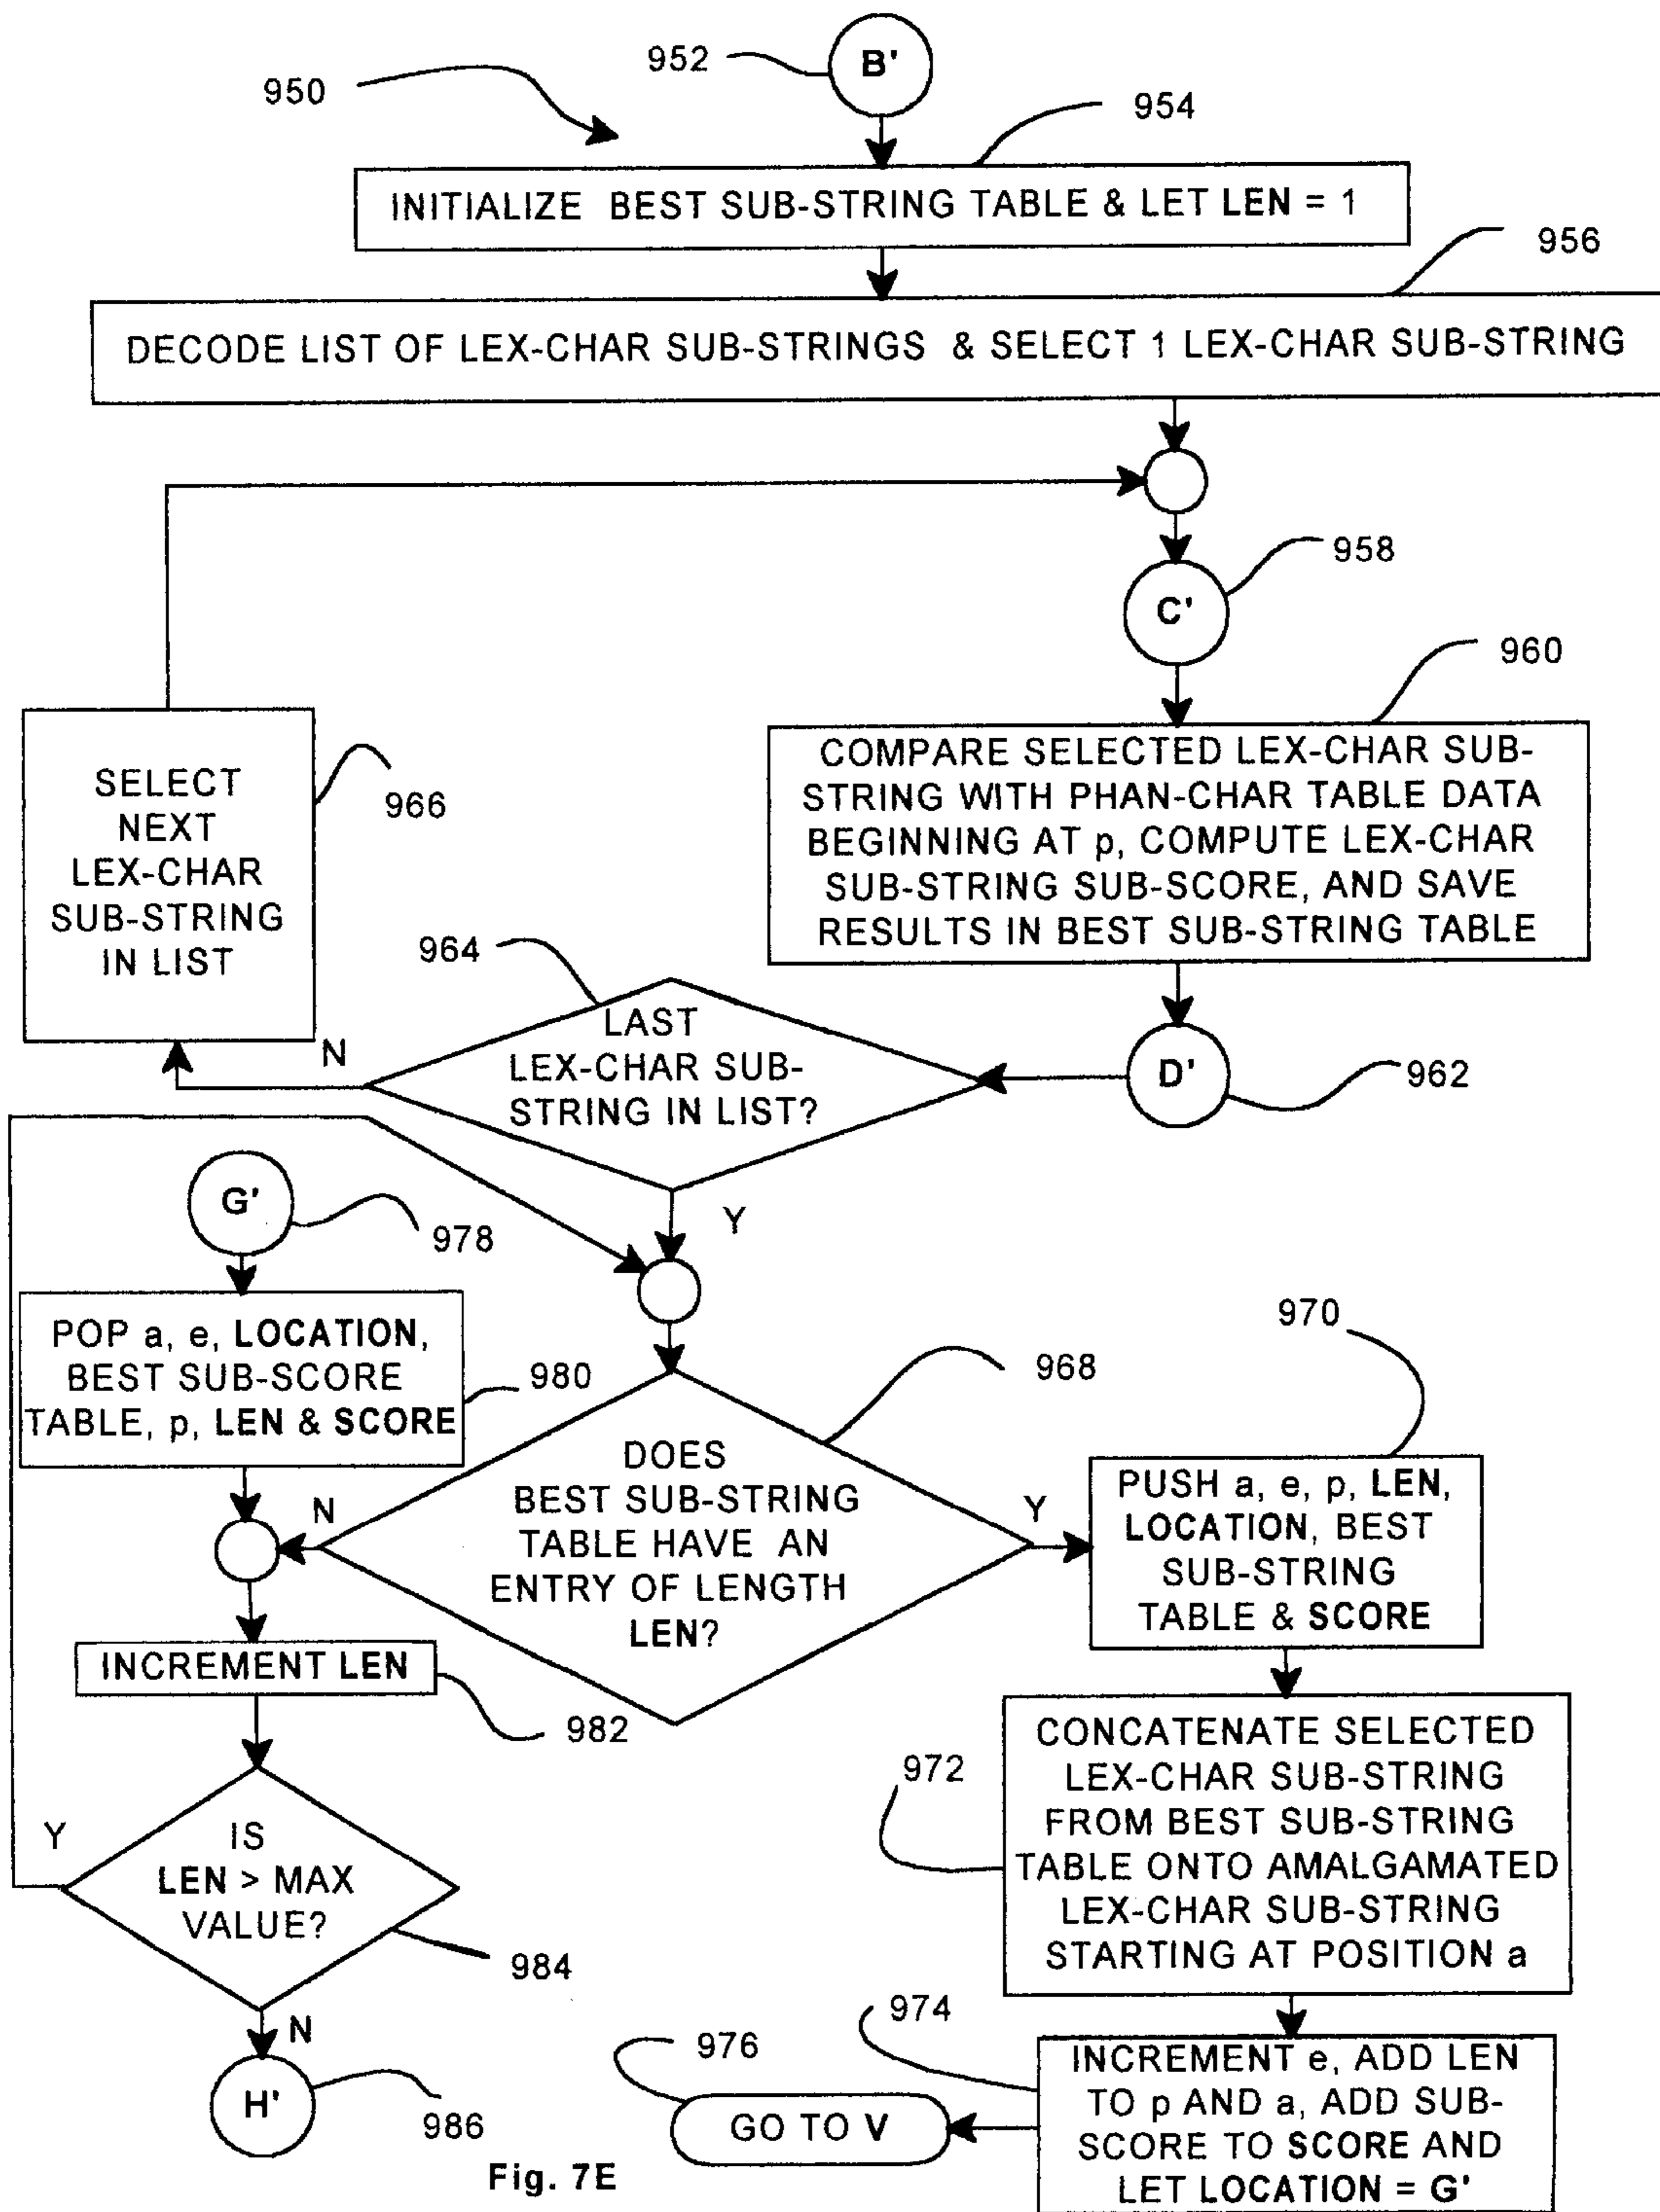 952
B'
950
954
INITIALIZE BEST SUB-STRING TABLE & LET LEN = 1
956
DECODE LIST OF LEX-CHAR SUB-STRINGS & SELECT 1 LEX-CHAR SUB-STRING
958
C'
960
COMPARE SELECTED LEX-CHAR SUB-
STRING WITH PHAN-CHAR TABLE DATA
BEGINNING AT p, COMPUTE LEX-CHAR
SUB-STRING SUB-SCORE, AND SAVE
RESULTS IN BEST SUB-STRING TABLE
SELECT
NEXT
LEX-CHAR
SUB-STRING
IN LIST
966
964
LAST
LEX-CHAR SUB-
STRING IN LIST?
N
D'
962
Y
G'
978
POP a, e, LOCATION,
BEST SUB-SCORE
TABLE, p, LEN & SCORE
980
968
970
DOES
BEST SUB-STRING
TABLE HAVE AN
ENTRY OF LENGTH
LEN?
N
Y
PUSH a, e, p, LEN,
LOCATION, BEST
SUB-STRING
TABLE & SCORE
INCREMENT LEN
982
972
CONCATENATE SELECTED
LEX-CHAR SUB-STRING
FROM BEST SUB-STRING
TABLE ONTO AMALGAMATED
LEX-CHAR SUB-STRING
STARTING AT POSITION a
Y
IS
LEN > MAX
VALUE?
984
N
H'
986
974
976
INCREMENT e, ADD LEN
TO p AND a, ADD SUB-
SCORE TO SCORE AND
LET LOCATION = G'
GO TO V
Fig. 7E